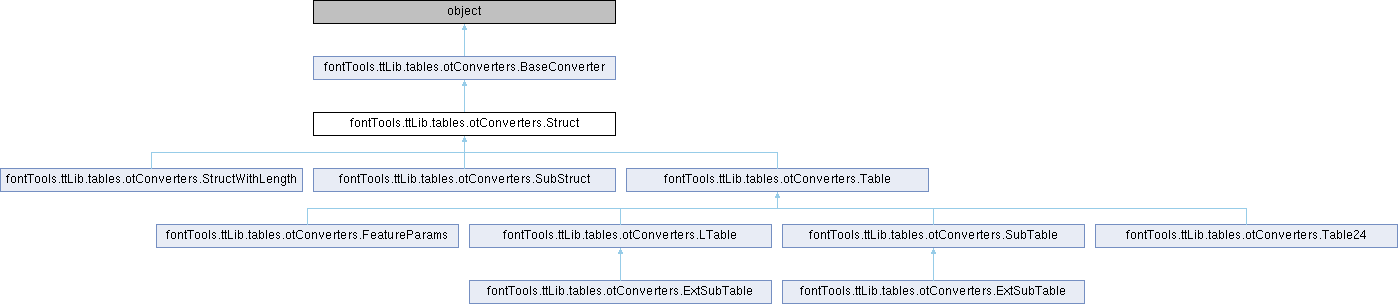 object
fontTools.ttLib.tables.otConverters.BaseConverter
fontTools.ttLib.tables.otConverters.Struct
fontTools.ttLib.tables.otConverters.StructWithLength
fontTools.ttLib.tables.otConverters.SubStruct
fontTools.ttLib.tables.otConverters.Table
fontTools.ttLib.tables.otConverters.FeatureParams
fontTools.ttLib.tables.otConverters.LTable
fontTools.ttLib.tables.otConverters.SubTable
fontTools.ttLib.tables.otConverters.Table24
fontTools.ttLib.tables.otConverters.ExtSubTable
fontTools.ttLib.tables.otConverters.ExtSubTable